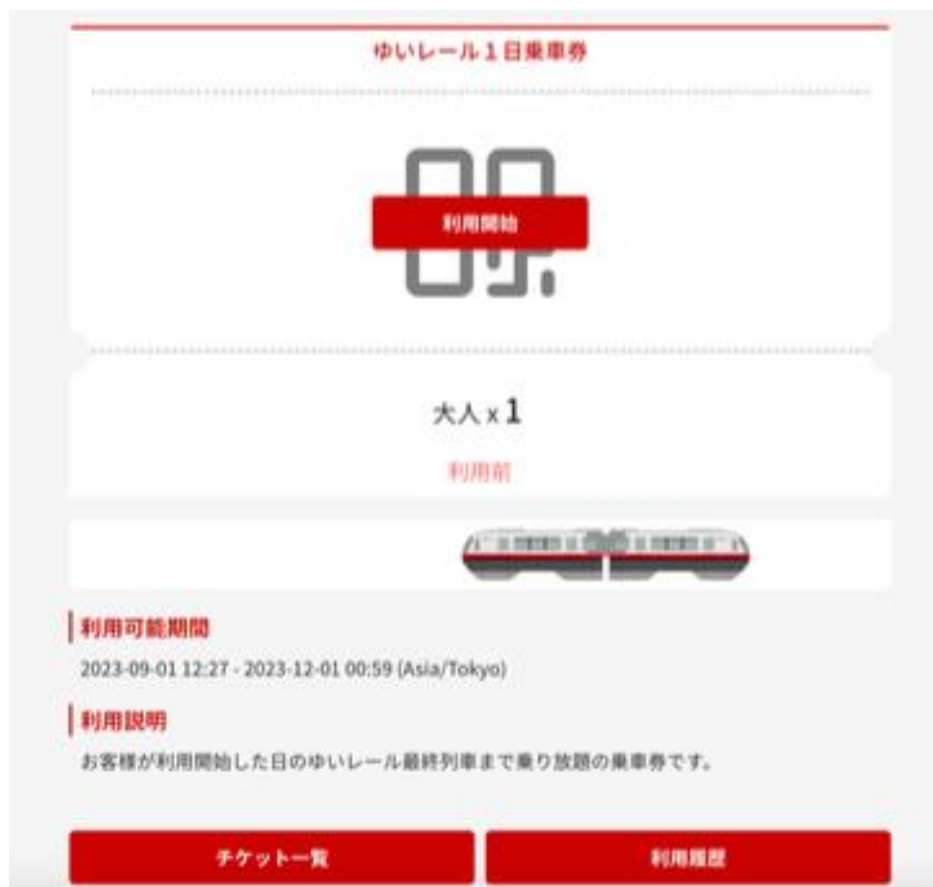 ゆいレール１日乗車券
利用開始
大人 x 1
利用前
利用可能期間
2023-09-01 12:27 - 2023-12-01 00:59 (Asia/Tokyo)
利用説明
お客様が利用開始した日のゆいレール最終列車まで乗り放題の乗車券です。
チケット一覧
利用履歴